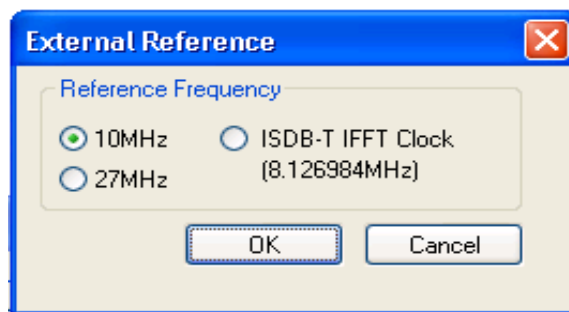 External Reference
Reference Frequency
10MHz
ISDB-T IFFT Clock
(8.126984MHz)
27MHz
OK
Cancel